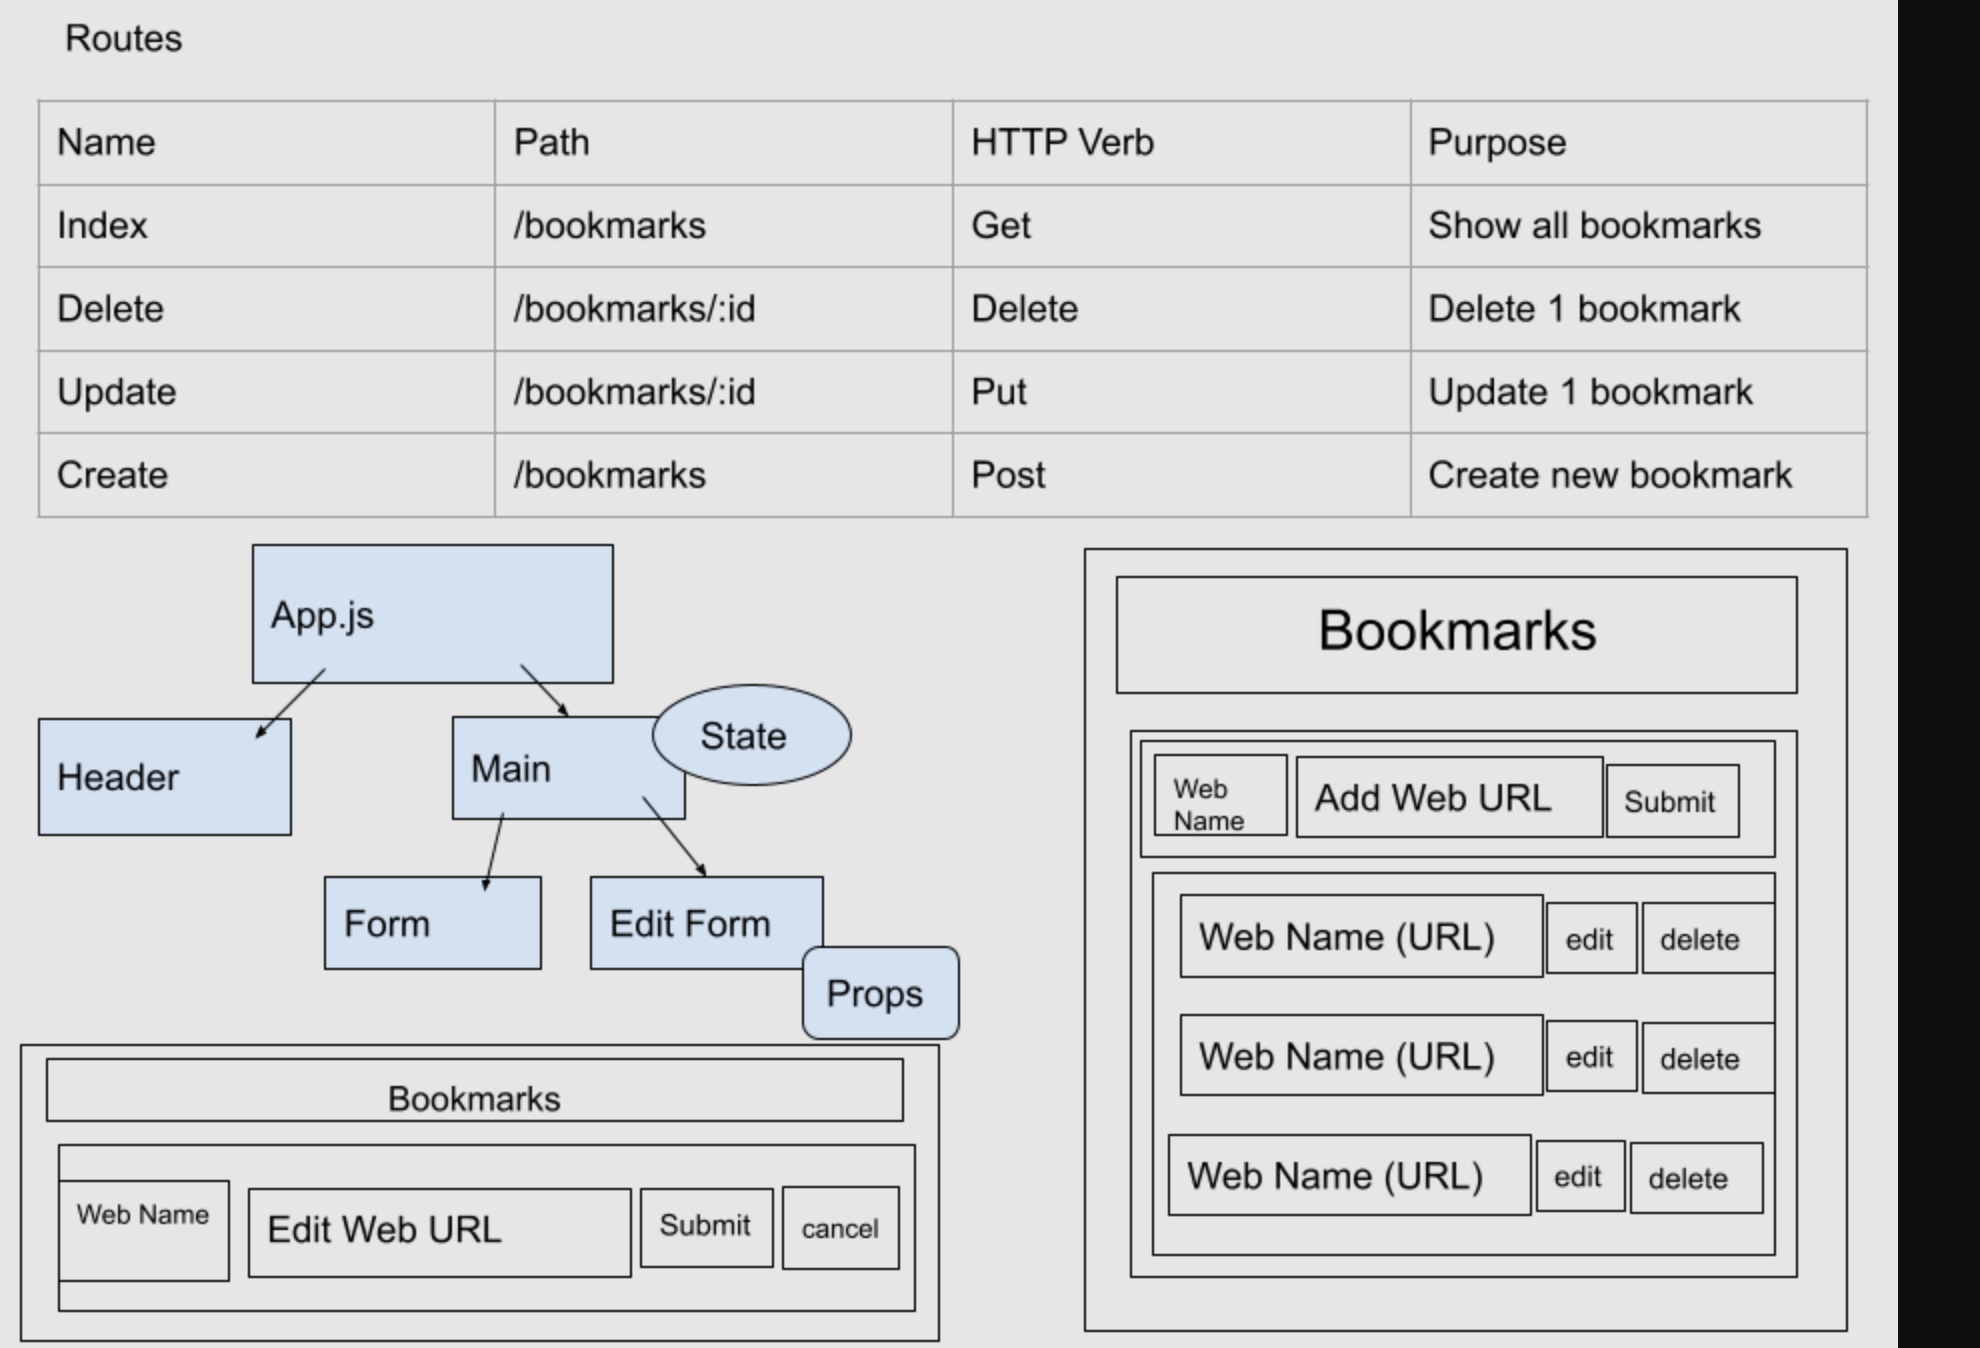 Routes
Name Path HTTP Verb Purpose
Index /bookmarks Get Show all bookmarks
Delete /bookmarks/:id Delete Delete 1 bookmark
Update /bookmarks/:id Put Update 1 bookmark
Create /bookmarks Post Create new bookmark
App.js
Header
Main
State
Form
Edit Form
Props
Bookmarks
Web Name
Edit Web URL
Submit
cancel
Bookmarks
Web
Name
Add Web URL
Submit
Web Name (URL) edit delete
Web Name (URL) edit delete
Web Name (URL) edit delete